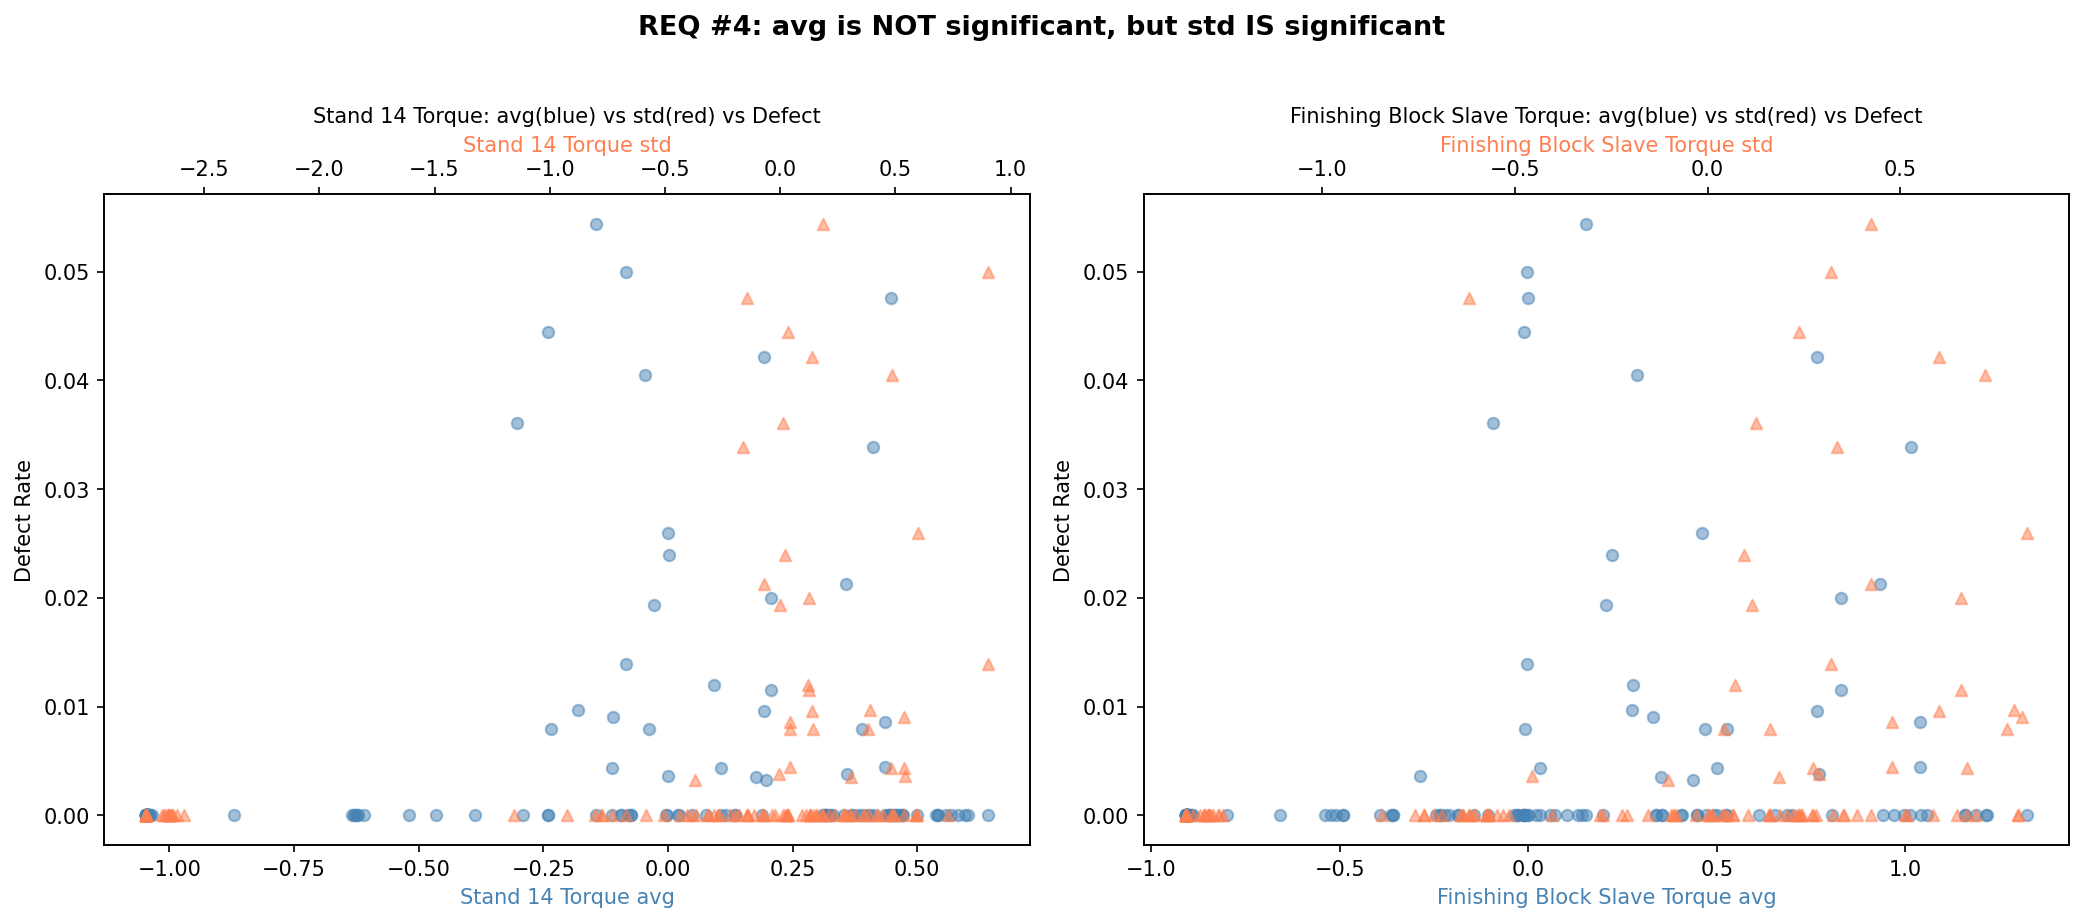 REQ #4: avg is NOT significant, but std IS significant
Stand 14 Torque: avg(blue) vs std(red) vs Defect
Stand 14 Torque std
−2.5 −2.0 −1.5 −1.0 −0.5 0.0 0.5 1.0
0.05
0.04
0.03
0.02
0.01
0.00
Defect Rate
−1.00 −0.75 −0.50 −0.25 0.00 0.25 0.50
Stand 14 Torque avg
Finishing Block Slave Torque: avg(blue) vs std(red) vs Defect
Finishing Block Slave Torque std
−1.0 −0.5 0.0 0.5
0.05
0.04
0.03
0.02
0.01
0.00
Defect Rate
−1.0 −0.5 0.0 0.5 1.0
Finishing Block Slave Torque avg